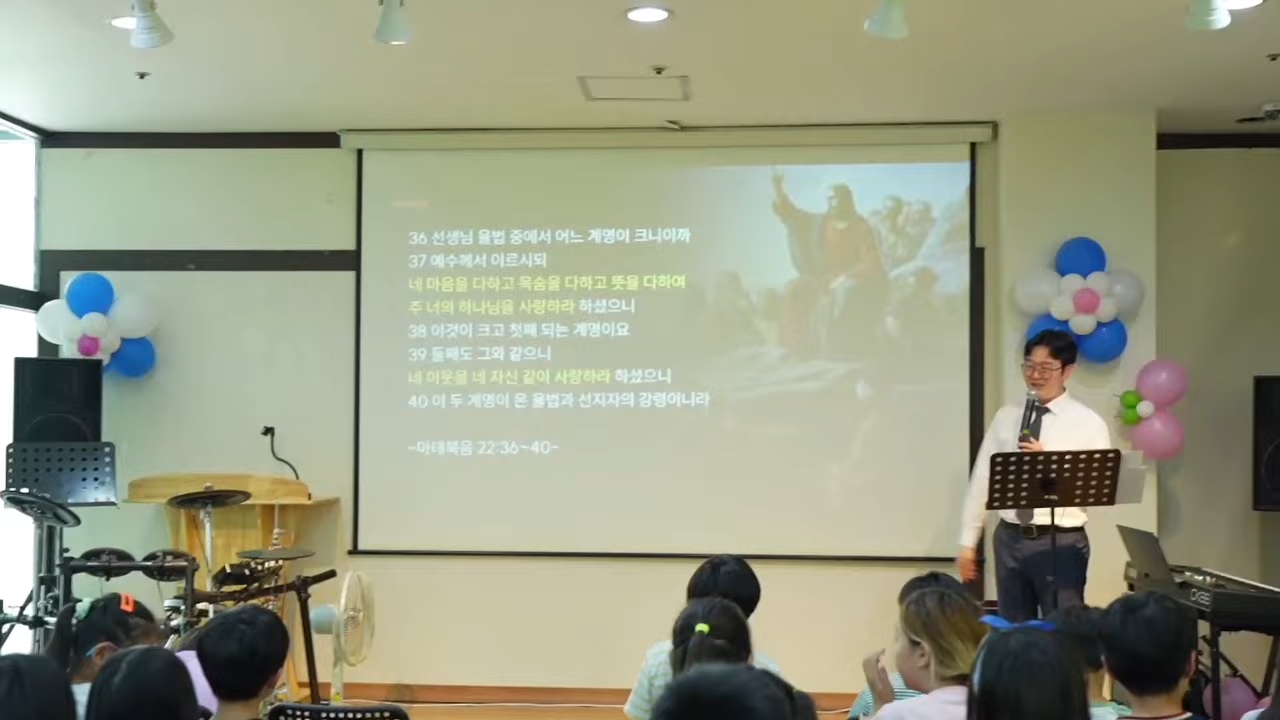 36 선생님 율법 중에서 어느 계명이 크니이까
37 예수께서 이르시되
네 마음을 다하고 목숨을 다하고 뜻을 다하여
주 너의 하나님을 사랑하라 하셨으니
38 이것이 크고 첫째 되는 계명이요
39 둘째도 그와 같으니
네 이웃을 네 자신 같이 사랑하라 하셨으니
40 이 두 계명이 온 율법과 선지자의 강령이니라
-마태복음 22:36~40-